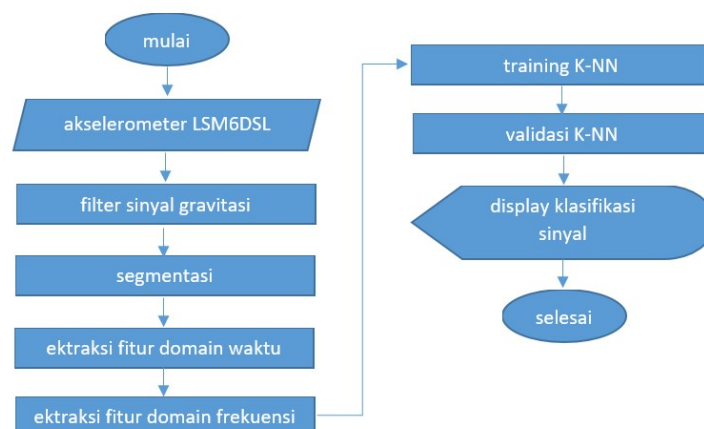 mulai
akselerometer LSM6DSL
filter sinyal gravitasi
segmentasi
ektraksi fitur domain waktu
ektraksi fitur domain frekuensi
training K-NN
validasi K-NN
display klasifikasi
sinyal
selesai